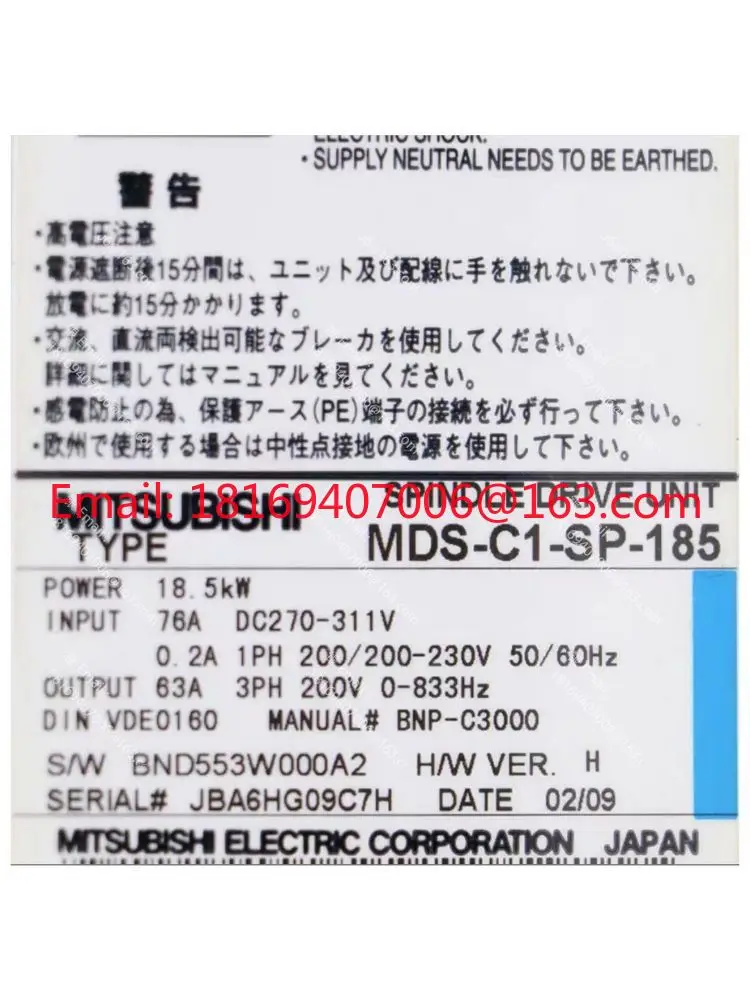 ELECTRIC SHOCK.
・SUPPLY NEUTRAL NEEDS TO BE EARTHED.
警告
・高電圧注意
・電源遮断後15分間は、ユニット及び配線に手を触れないで下さい。
放電に約15分かかります。
・交流、直流両検出可能なブレーカを使用してください。
詳細に関してはマニュアルを見てください。
・感電防止の為、保護アース(PE)端子の接続を必ず行って下さい。
・欧州で使用する場合は中性点接地の電源を使用して下さい。
Email: 18169407006@163.com
MITSUBISHI SPINDLE DRIVE UNIT
TYPE MDS-C1-SP-185
POWER 18.5kW
INPUT 76A DC270-311V
0.2A 1PH 200/200-230V 50/60Hz
OUTPUT 63A 3PH 200V 0-833Hz
DIN VDE0160 MANUAL# BNP-C3000
S/W BND553W000A2 H/W VER. H
SERIAL# JBA6HG09C7H DATE 02/09
MITSUBISHI ELECTRIC CORPORATION JAPAN
Email: 18169407006@163.com